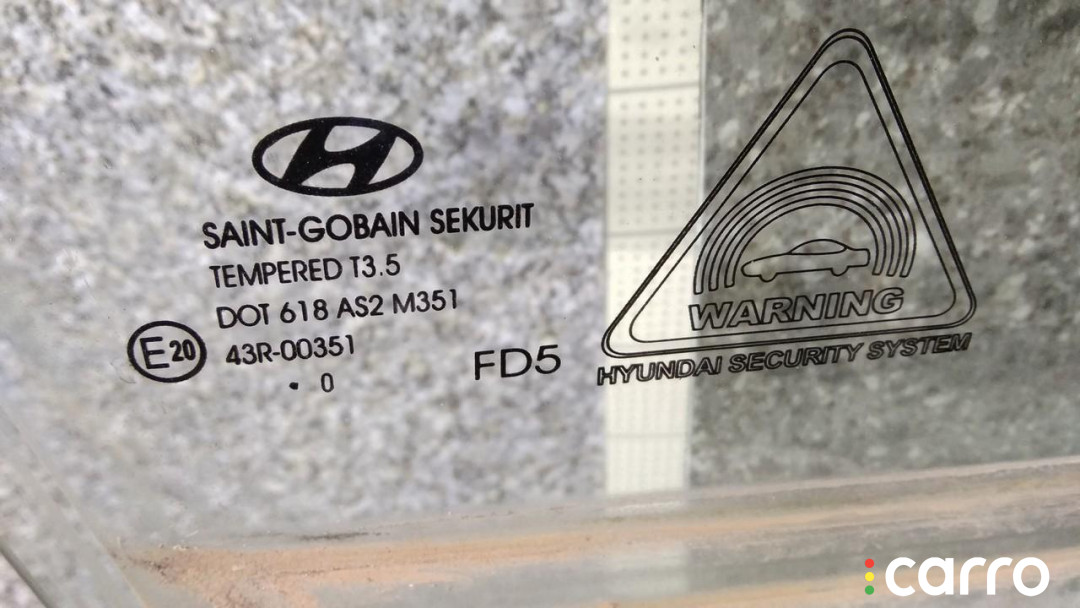 SAINT-GOBAIN SEKURIT
TEMPERED T3.5
DOT 618 AS2 M351
E20
43R-00351
. 0
FD5
WARNING
HYUNDAI SECURITY SYSTEM
carro